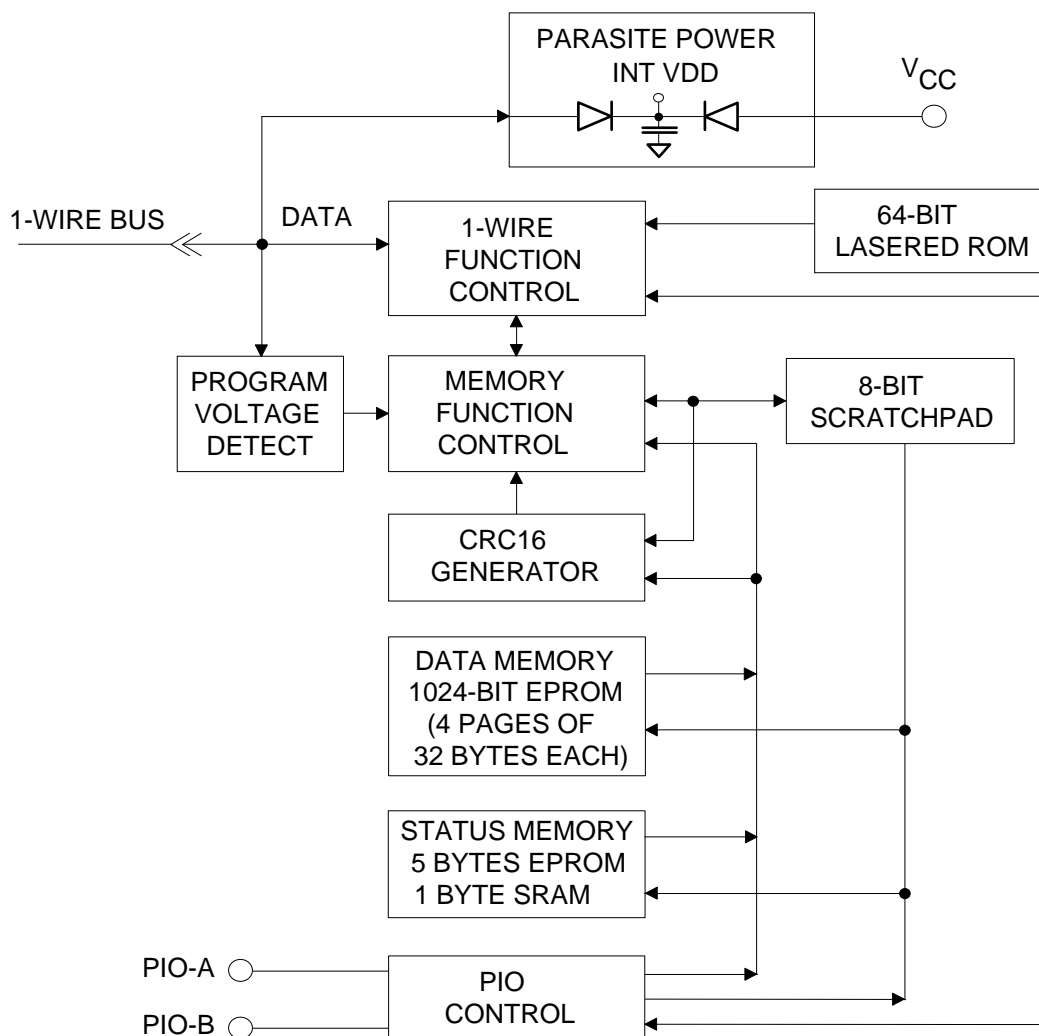 PARASITE POWER
INT VDD
VCC
1-WIRE BUS
DATA
1-WIRE
FUNCTION
CONTROL
64-BIT
LASERED ROM
PROGRAM
VOLTAGE
DETECT
MEMORY
FUNCTION
CONTROL
8-BIT
SCRATCHPAD
CRC16
GENERATOR
DATA MEMORY
1024-BIT EPROM
(4 PAGES OF
32 BYTES EACH)
STATUS MEMORY
5 BYTES EPROM
1 BYTE SRAM
PIO-A
PIO-B
PIO
CONTROL